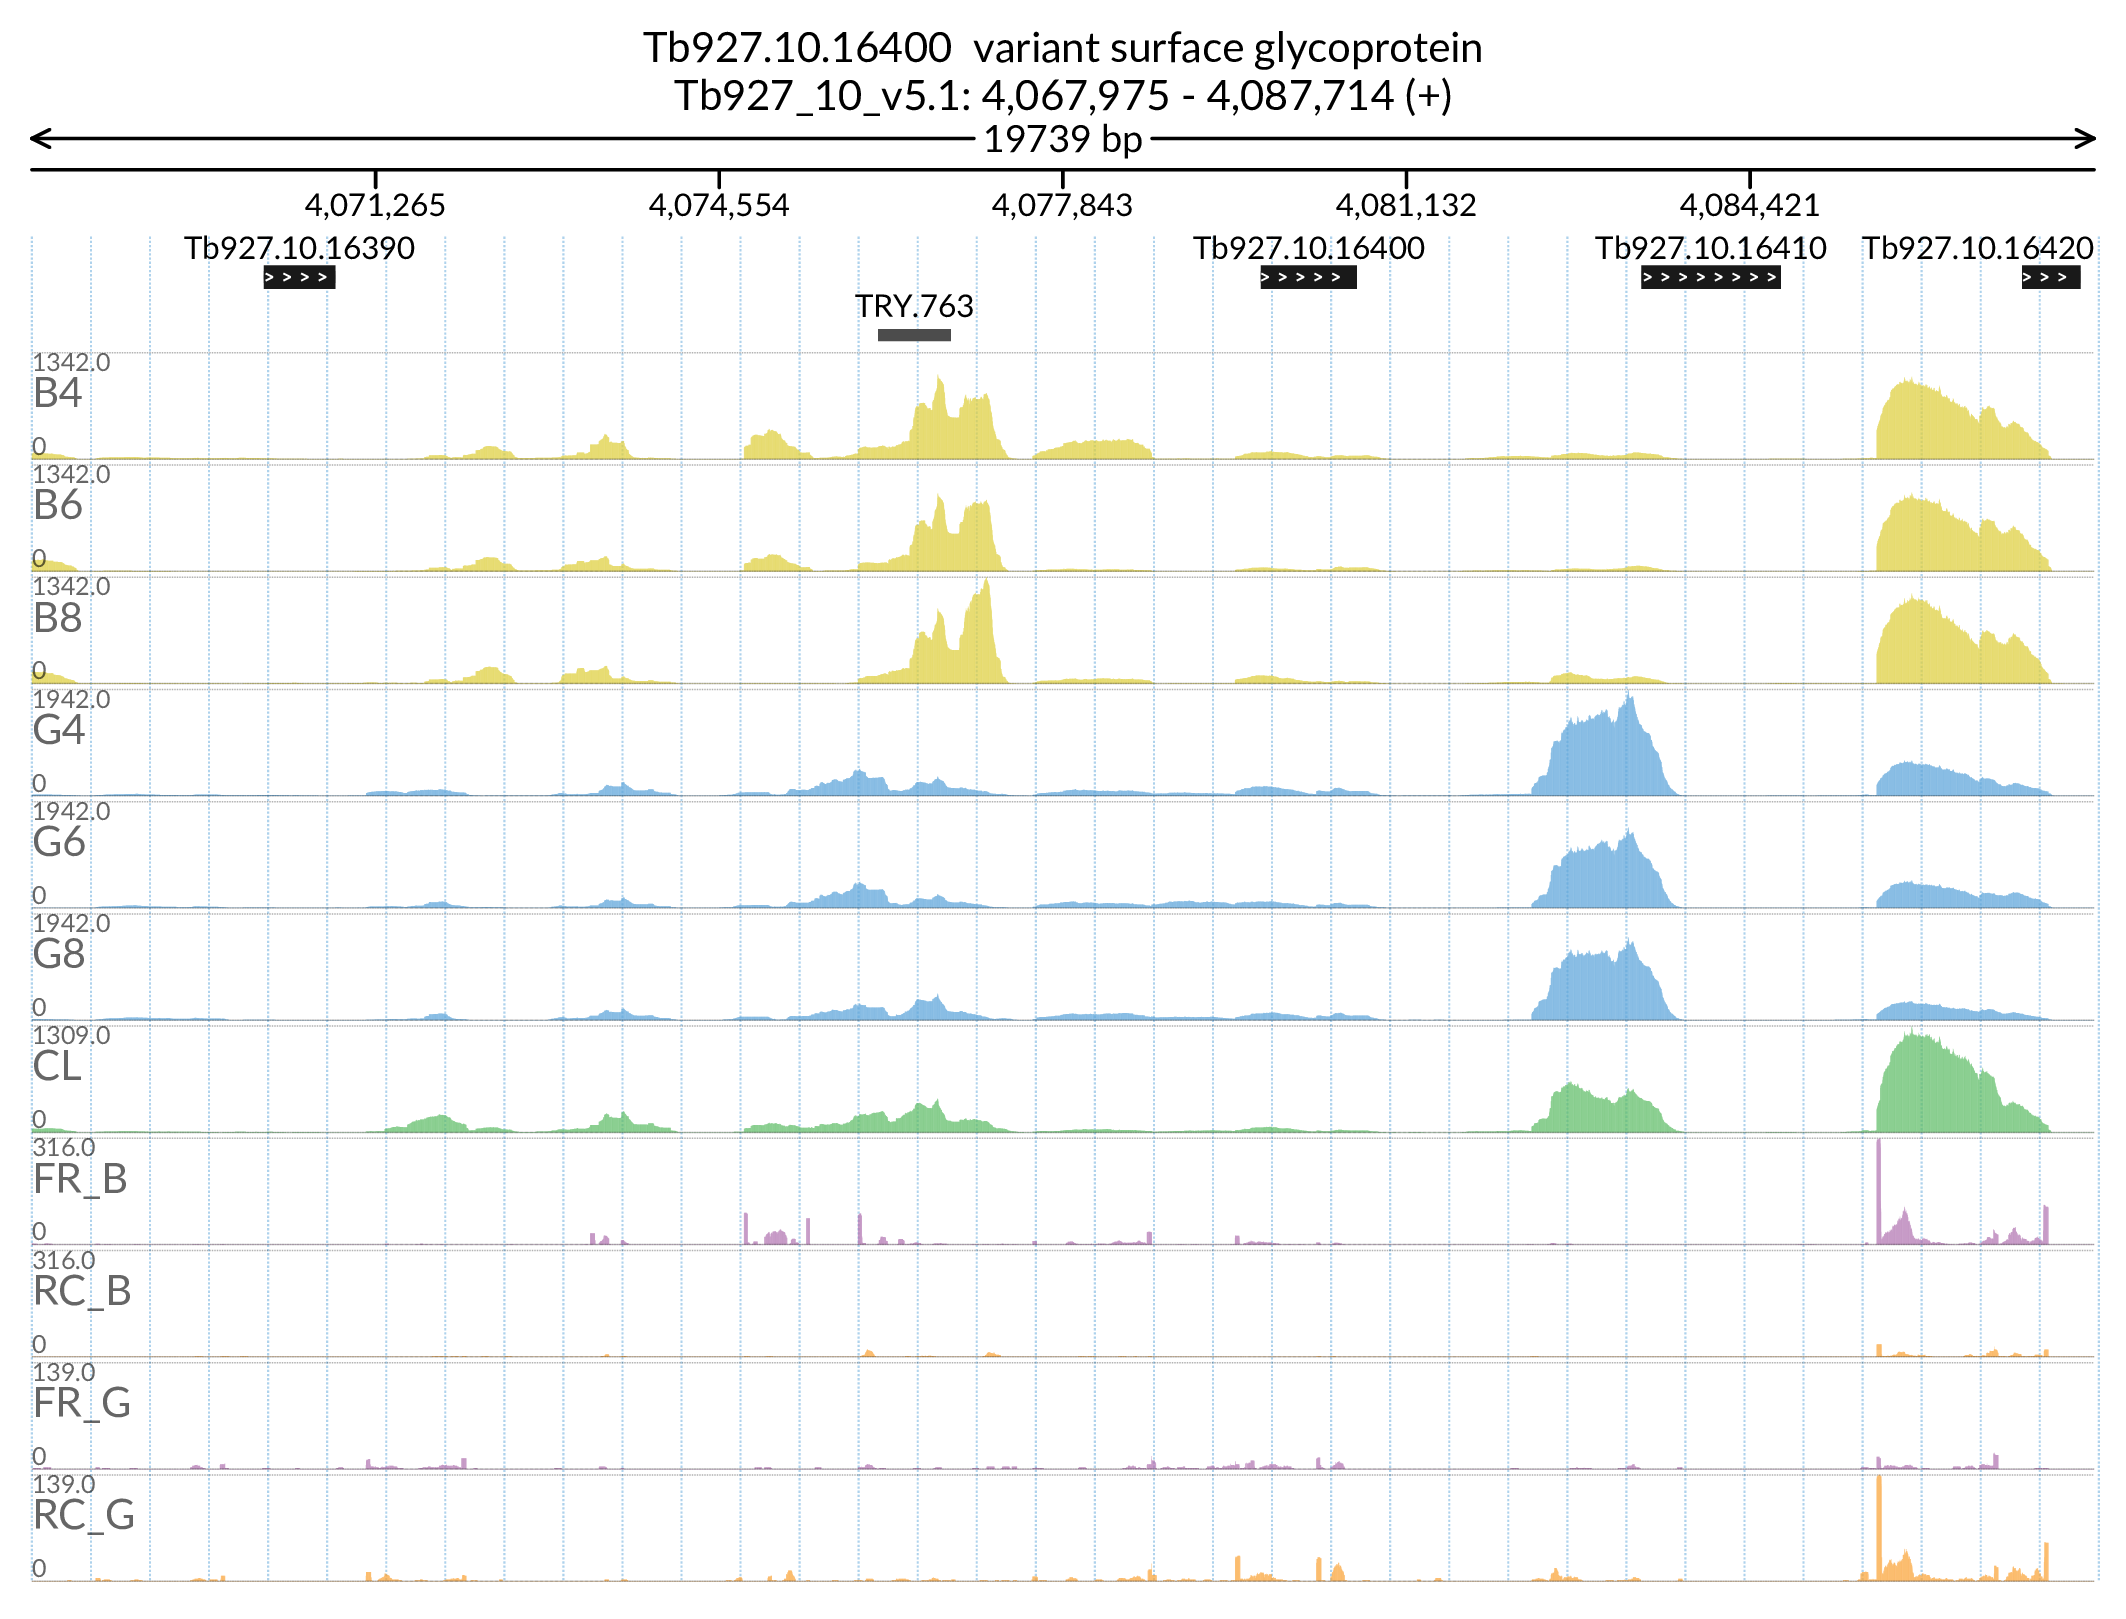 Tb927.10.16400  variant surface glycoprotein
Tb927_10_v5.1: 4,067,975 - 4,087,714 (+)
19739 bp
4,071,265 4,074,554 4,077,843 4,081,132 4,084,421
Tb927.10.16390 Tb927.10.16400 Tb927.10.16410 Tb927.10.16420
> > > > > > > > > > > > > > > > > > > >
TRY.763
1342.0
B4
0
1342.0
B6
0
1342.0
B8
0
1942.0
G4
0
1942.0
G6
0
1942.0
G8
0
1309.0
CL
0
316.0
FR_B
0
316.0
RC_B
0
139.0
FR_G
0
139.0
RC_G
0